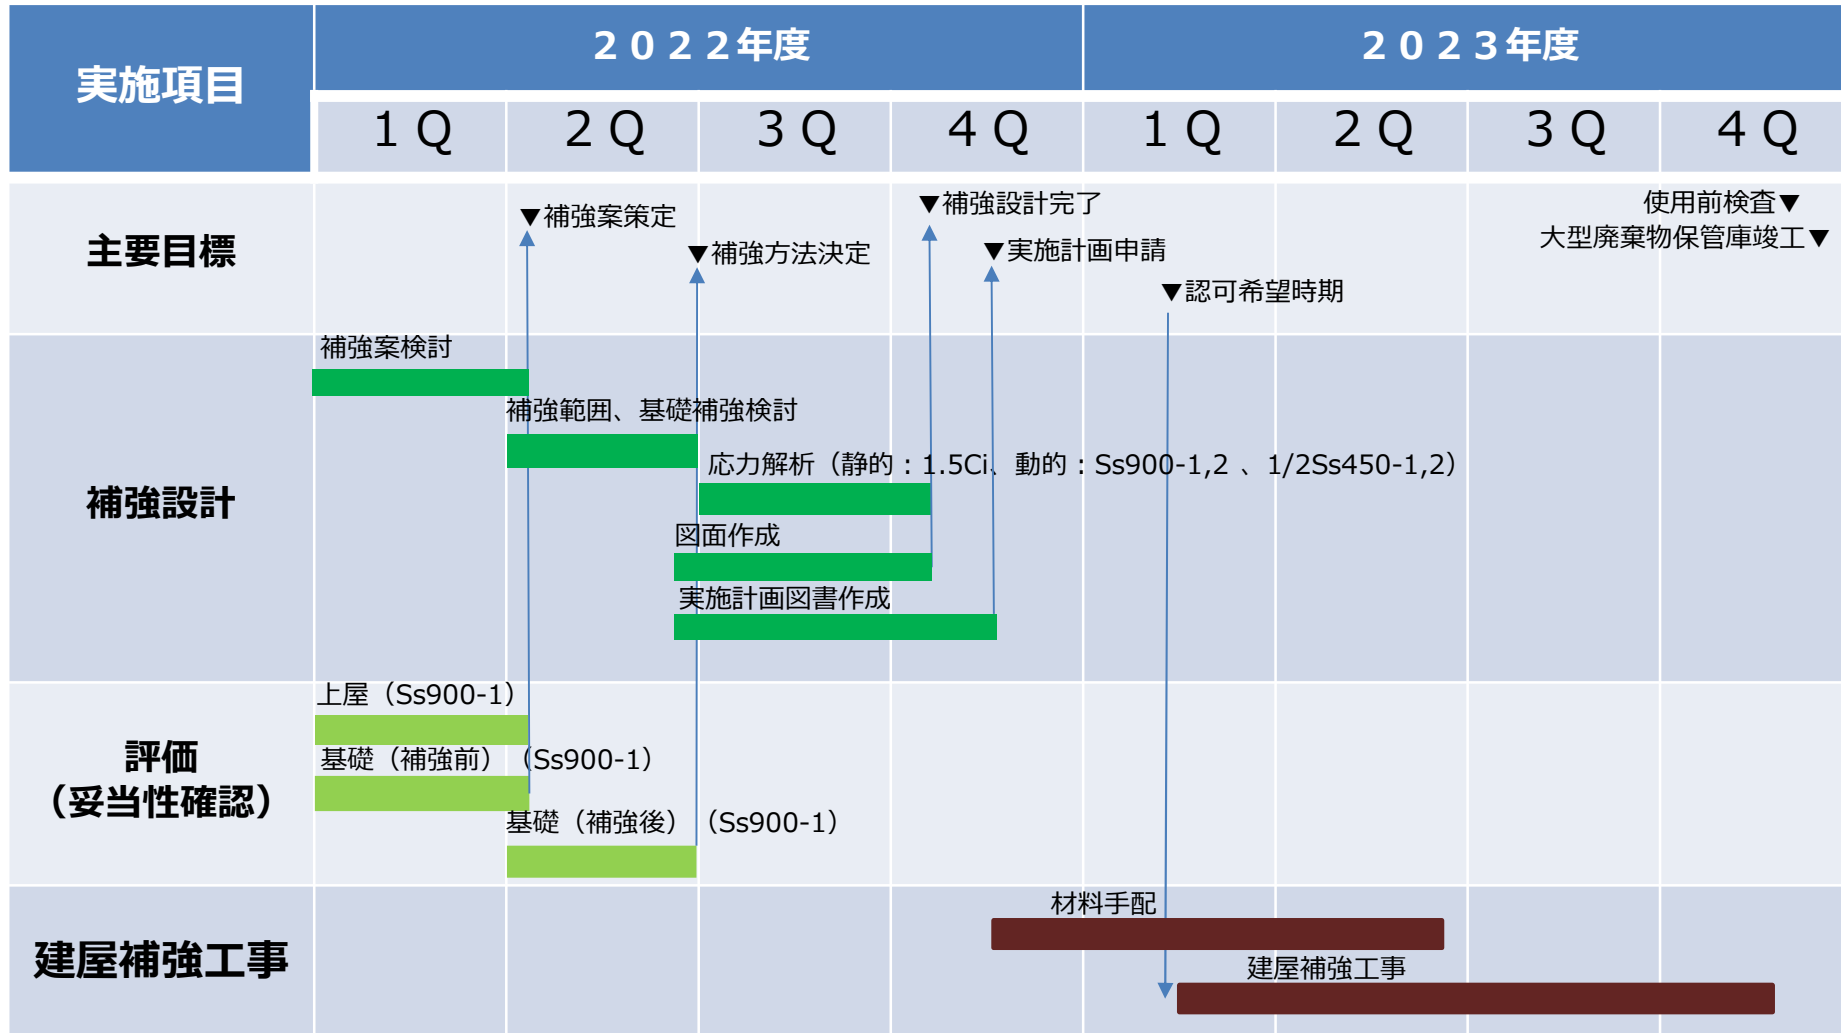 実施項目
２０２２年度
２０２３年度
１Ｑ ２Ｑ ３Ｑ ４Ｑ １Ｑ ２Ｑ ３Ｑ ４Ｑ
主要目標
▼補強案策定
▼補強方法決定
▼補強設計完了
▼実施計画申請
▼認可希望時期
使用前検査▼
大型廃棄物保管庫竣工▼
補強設計
補強案検討
補強範囲、基礎補強検討
応力解析（静的：1.5Ci、動的：Ss900-1,2 、1/2Ss450-1,2）
図面作成
実施計画図書作成
評価
（妥当性確認）
上屋（Ss900-1）
基礎（補強前）（Ss900-1）
基礎（補強後）（Ss900-1）
建屋補強工事
材料手配
建屋補強工事